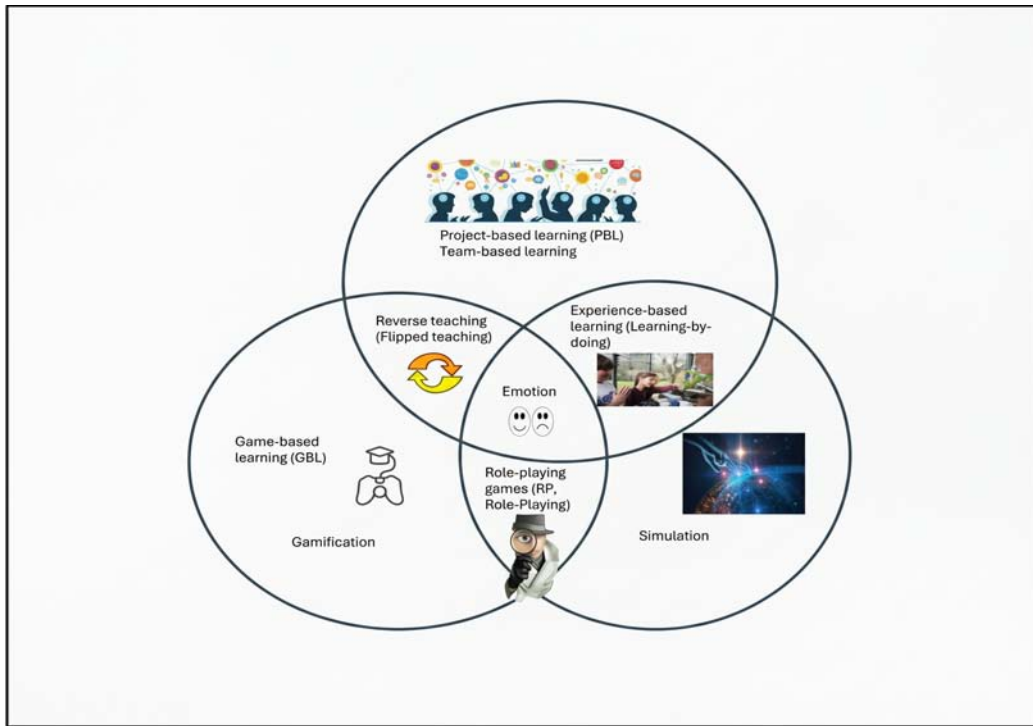 Project-based learning (PBL)
Team-based learning
Reverse teaching
(Flipped teaching)
Experience-based
learning (Learning-by-
doing)
Emotion
Game-based
learning (GBL)
Role-playing
games (RP,
Role-Playing)
Gamification
Simulation